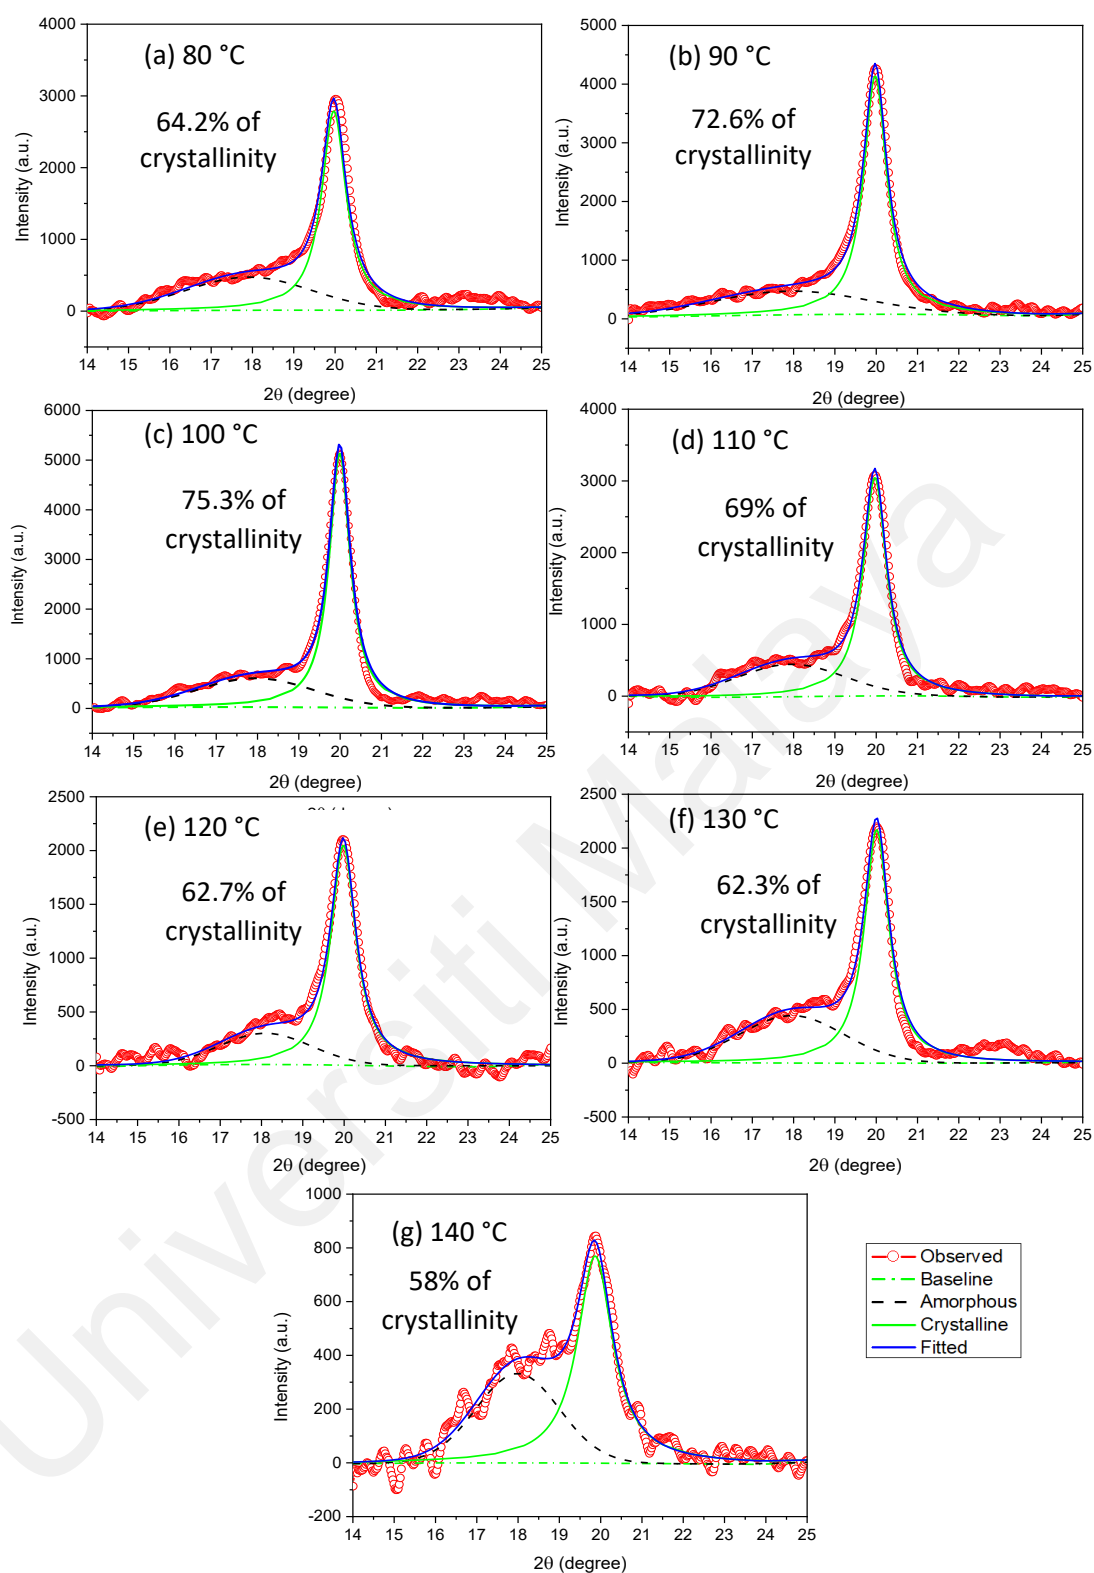 4000
(a) 80 °C
3000
64.2% of
crystallinity
2000
1000
0
Intensity (a.u.)
14 15 16 17 18 19 20 21 22 23 24 25
2θ (degree)
5000
(b) 90 °C
4000
72.6% of
crystallinity
3000
2000
1000
0
Intensity (a.u.)
14 15 16 17 18 19 20 21 22 23 24 25
2θ (degree)
6000
(c) 100 °C
5000
75.3% of
crystallinity
4000
3000
2000
1000
0
Intensity (a.u.)
14 15 16 17 18 19 20 21 22 23 24 25
2θ (degree)
4000
(d) 110 °C
3000
69% of
crystallinity
2000
1000
0
Intensity (a.u.)
14 15 16 17 18 19 20 21 22 23 24 25
2θ (degree)
2500
(e) 120 °C
2000
62.7% of
crystallinity
1500
1000
500
0
-500
Intensity (a.u.)
14 15 16 17 18 19 20 21 22 23 24 25
2θ (degree)
2500
(f) 130 °C
2000
62.3% of
crystallinity
1500
1000
500
0
-500
Intensity (a.u.)
14 15 16 17 18 19 20 21 22 23 24 25
2θ (degree)
1000
(g) 140 °C
800
58% of
crystallinity
600
400
200
0
-200
Intensity (a.u.)
14 15 16 17 18 19 20 21 22 23 24 25
2θ (degree)
Observed
Baseline
Amorphous
Crystalline
Fitted
Universiti Malaya